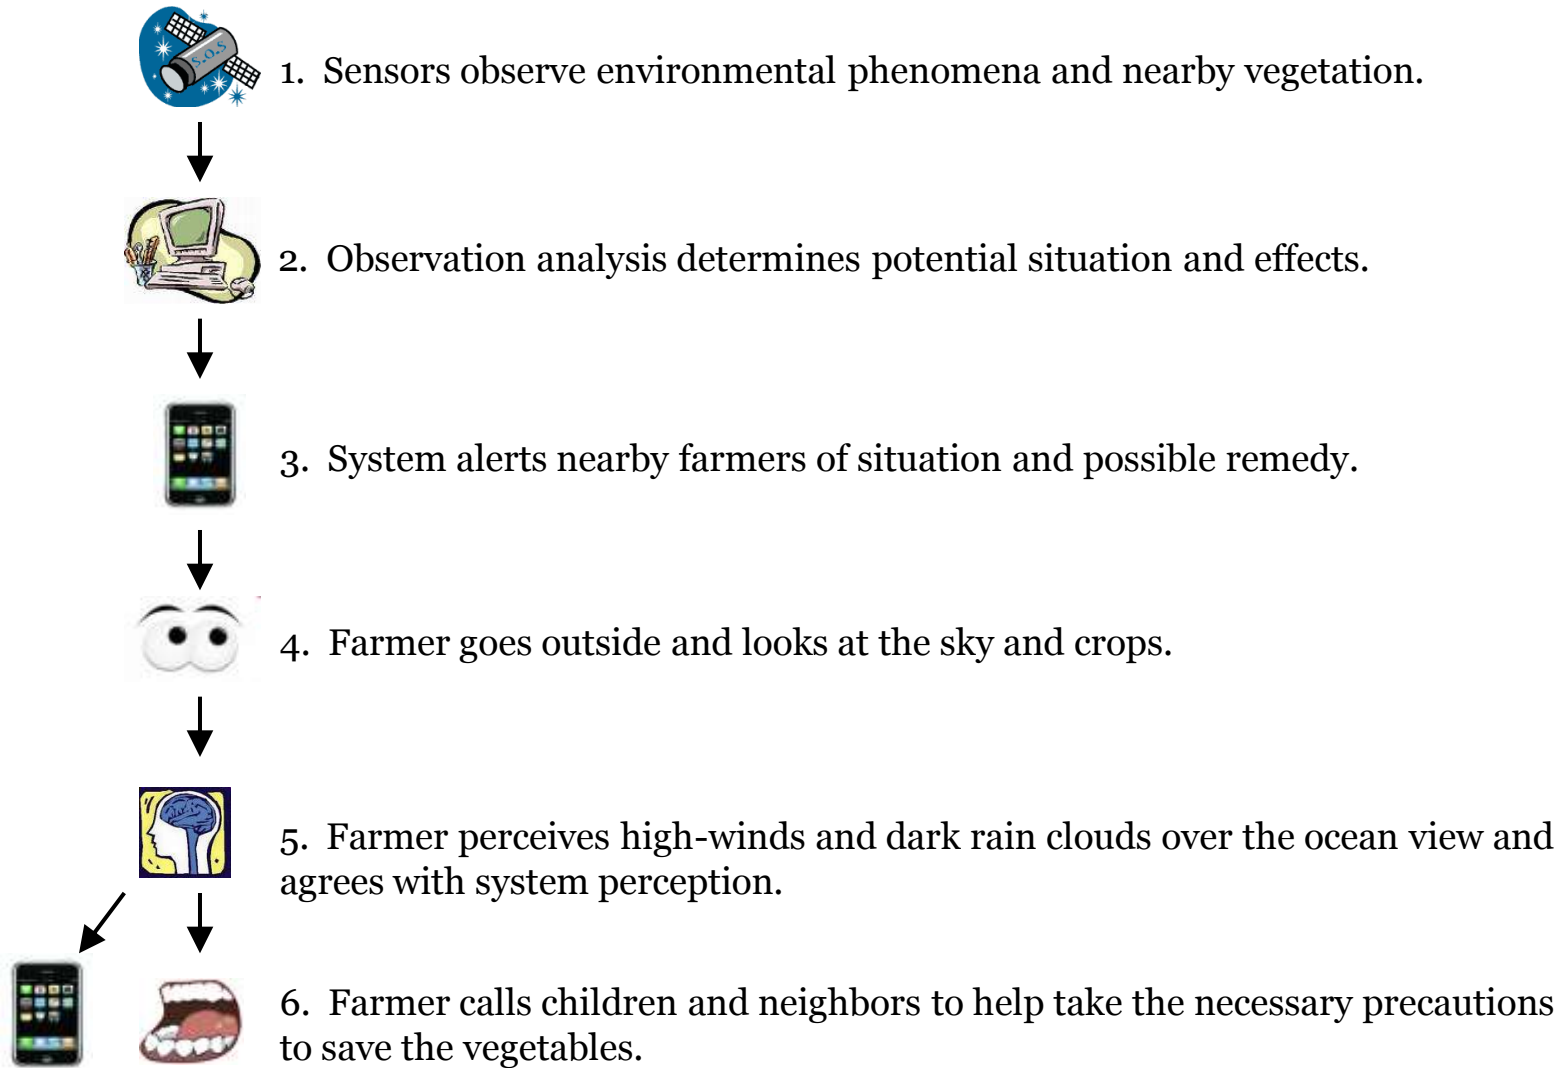 S.O.S
1. Sensors observe environmental phenomena and nearby vegetation.
2. Observation analysis determines potential situation and effects.
3. System alerts nearby farmers of situation and possible remedy.
4. Farmer goes outside and looks at the sky and crops.
5. Farmer perceives high-winds and dark rain clouds over the ocean view and
agrees with system perception.
6. Farmer calls children and neighbors to help take the necessary precautions
to save the vegetables.